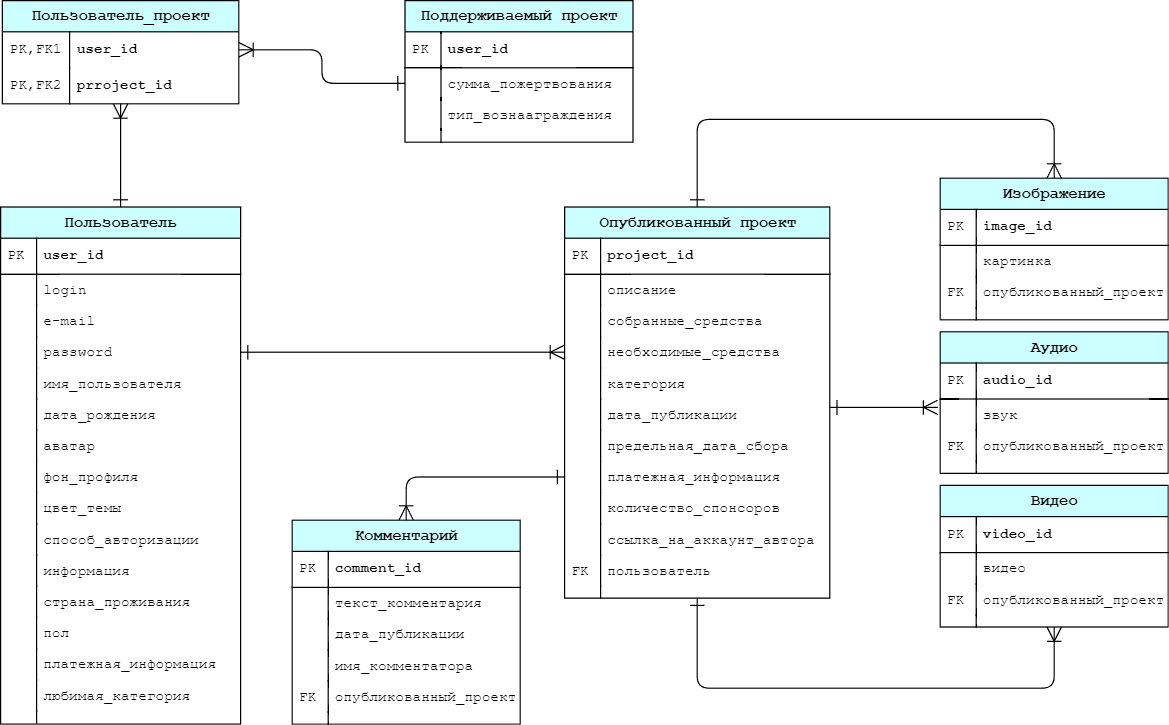 Пользователь_проект
PK,FK1 user_id
PK,FK2 prroject_id
Поддерживаемый проект
PK user_id
сумма_пожертвования
тип_вознааграждения
Пользователь
PK user_id
login
e-mail
password
имя_пользователя
дата_рождения
аватар
фон_профиля
цвет_темы
способ_авторизации
информация
страна_проживания
пол
платежная_информация
любимая_категория
Опубликованный проект
PK project_id
описание
собранные_средства
необходимые_средства
категория
дата_публикации
предельная_дата_сбора
платежная_информация
количество_спонсоров
ссылка_на_аккаунт_автора
FK пользователь
Комментарий
PK comment_id
текст_комментария
дата_публикации
имя_комментатора
FK опубликованный_проект
Изображение
PK image_id
картинка
FK опубликованный_проект
Аудио
PK audio_id
звук
FK опубликованный_проект
Видео
PK video_id
видео
FK опубликованный_проект